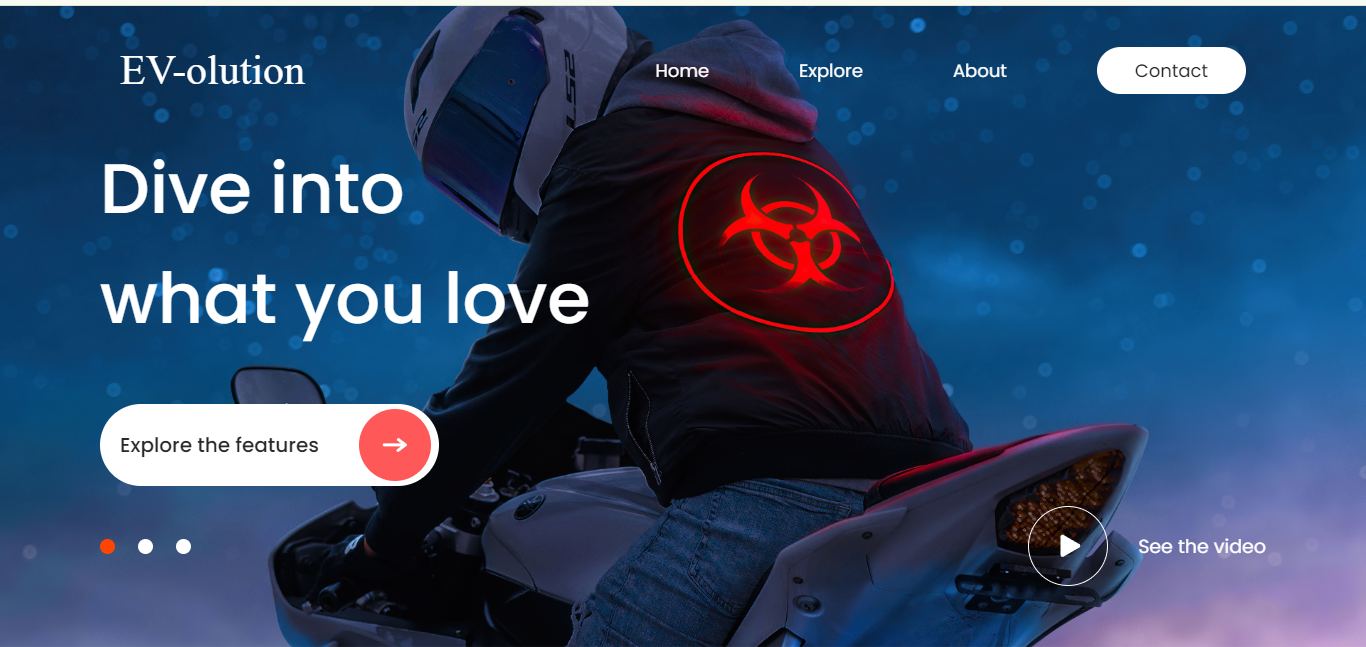 EV-olution
Home
Explore
About
Contact
Dive into
what you love
Explore the features
See the video